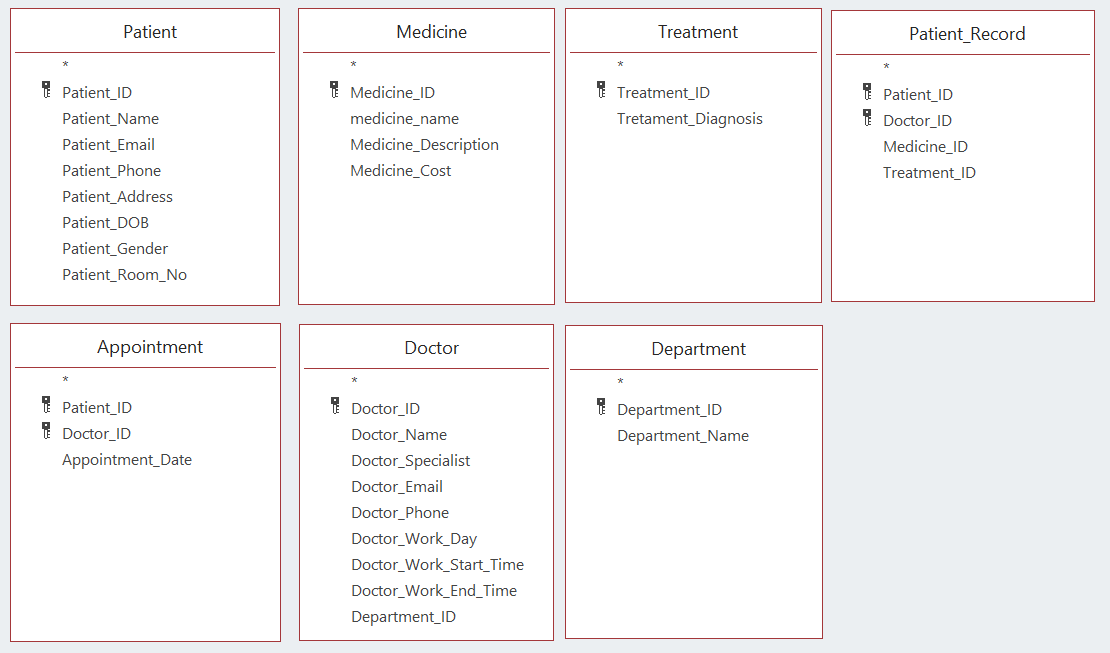 Patient
*
Patient_ID
Patient_Name
Patient_Email
Patient_Phone
Patient_Address
Patient_DOB
Patient_Gender
Patient_Room_No
Medicine
*
Medicine_ID
medicine_name
Medicine_Description
Medicine_Cost
Treatment
*
Treatment_ID
Tretament_Diagnosis
Patient_Record
*
Patient_ID
Doctor_ID
Medicine_ID
Treatment_ID
Appointment
*
Patient_ID
Doctor_ID
Appointment_Date
Doctor
*
Doctor_ID
Doctor_Name
Doctor_Specialist
Doctor_Email
Doctor_Phone
Doctor_Work_Day
Doctor_Work_Start_Time
Doctor_Work_End_Time
Department_ID
Department
*
Department_ID
Department_Name